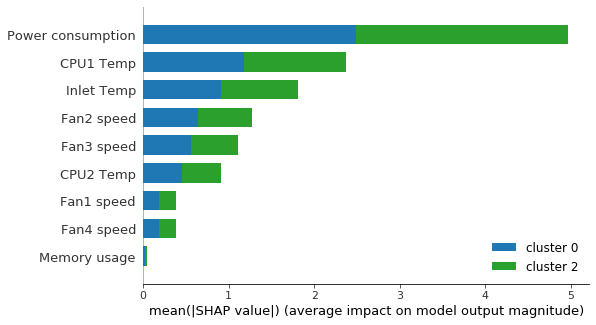 Power consumption
CPU1 Temp
Inlet Temp
Fan2 speed
Fan3 speed
CPU2 Temp
Fan1 speed
Fan4 speed
Memory usage
cluster 0
cluster 2
0 1 2 3 4 5
mean(|SHAP value|) (average impact on model output magnitude)